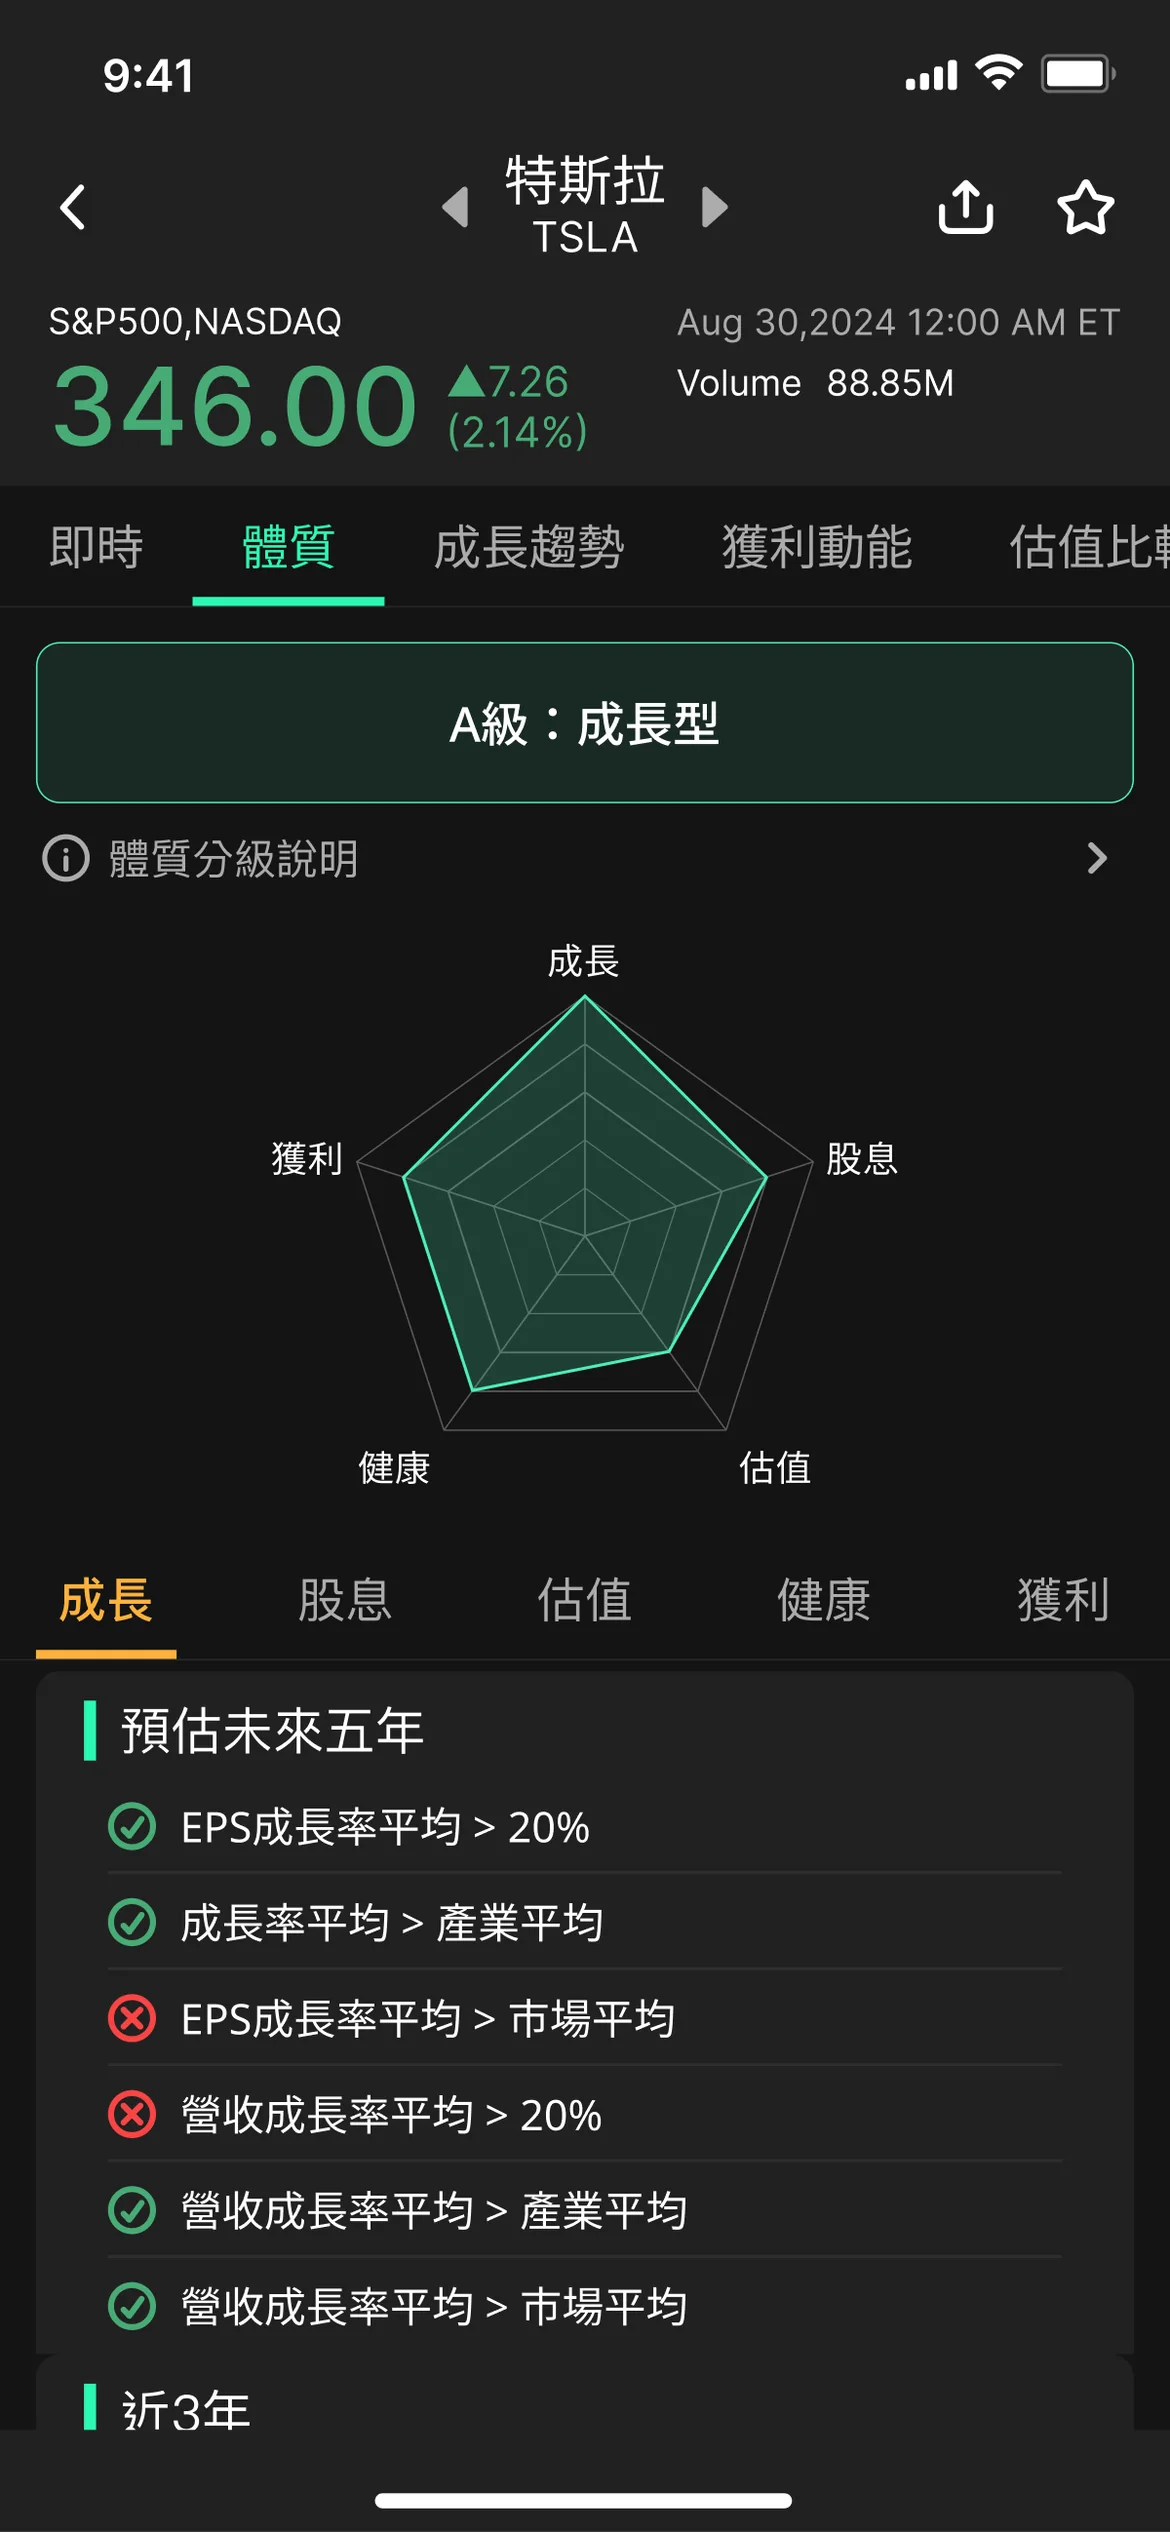 9:41
特斯拉
TSLA
S&P500,NASDAQ
Aug 30,2024 12:00 AM ET
346.00
▲7.26
(2.14%)
Volume 88.85M
即時 體質 成長趨勢 獲利動能 估值比
A級：成長型
體質分級說明
成長
獲利
股息
健康
估值
成長 股息 估值 健康 獲利
預估未來五年
EPS成長率平均 > 20%
成長率平均 > 產業平均
EPS成長率平均 > 市場平均
營收成長率平均 > 20%
營收成長率平均 > 產業平均
營收成長率平均 > 市場平均
近3年